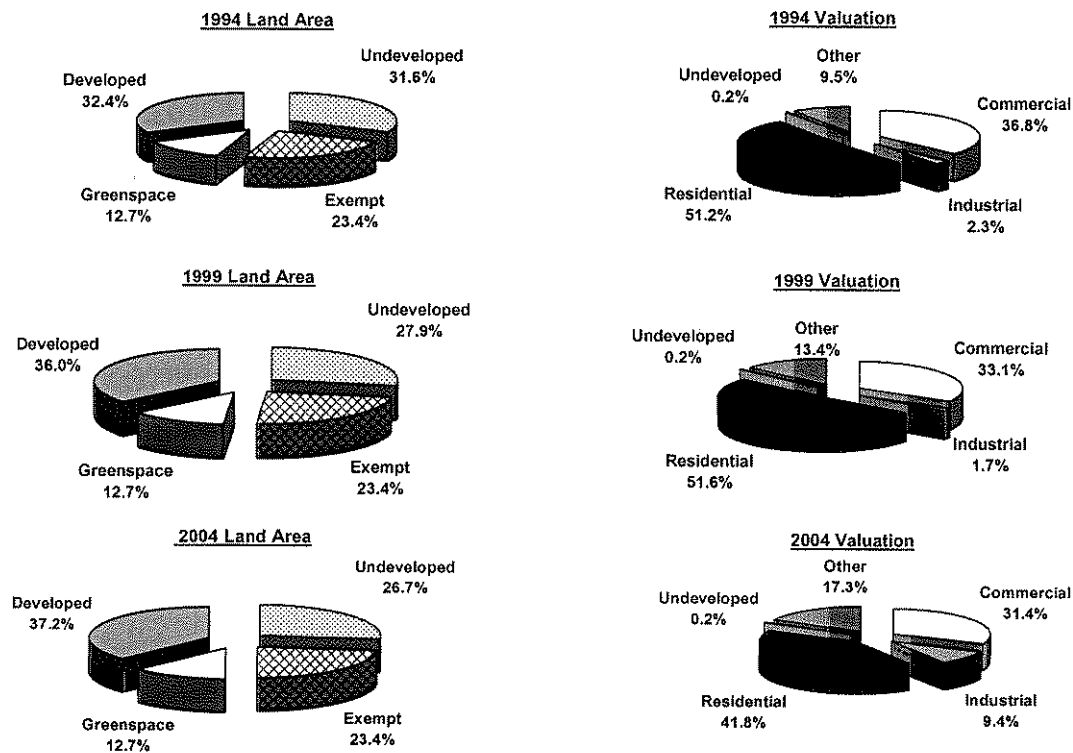 1994 Land Area
Undeveloped
31.6%
Developed
32.4%
Greenspace
12.7%
Exempt
23.4%
1994 Valuation
Other
9.5%
Undeveloped
0.2%
Commercial
36.8%
Residential
51.2%
Industrial
2.3%
1999 Land Area
Undeveloped
27.9%
Developed
36.0%
Greenspace
12.7%
Exempt
23.4%
1999 Valuation
Other
13.4%
Undeveloped
0.2%
Commercial
33.1%
Residential
51.6%
Industrial
1.7%
2004 Land Area
Undeveloped
26.7%
Developed
37.2%
Greenspace
12.7%
Exempt
23.4%
2004 Valuation
Other
17.3%
Undeveloped
0.2%
Commercial
31.4%
Residential
41.8%
Industrial
9.4%